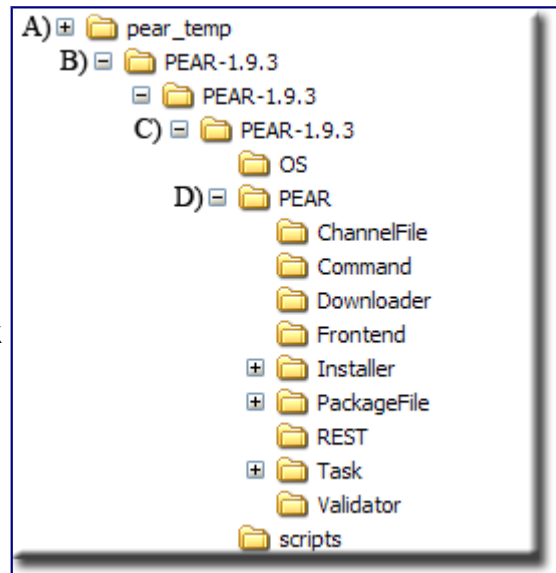 A) pear_temp
B) PEAR-1.9.3
PEAR-1.9.3
C) PEAR-1.9.3
OS
D) PEAR
ChannelFile
Command
Downloader
Frontend
Installer
PackageFile
REST
Task
Validator
scripts